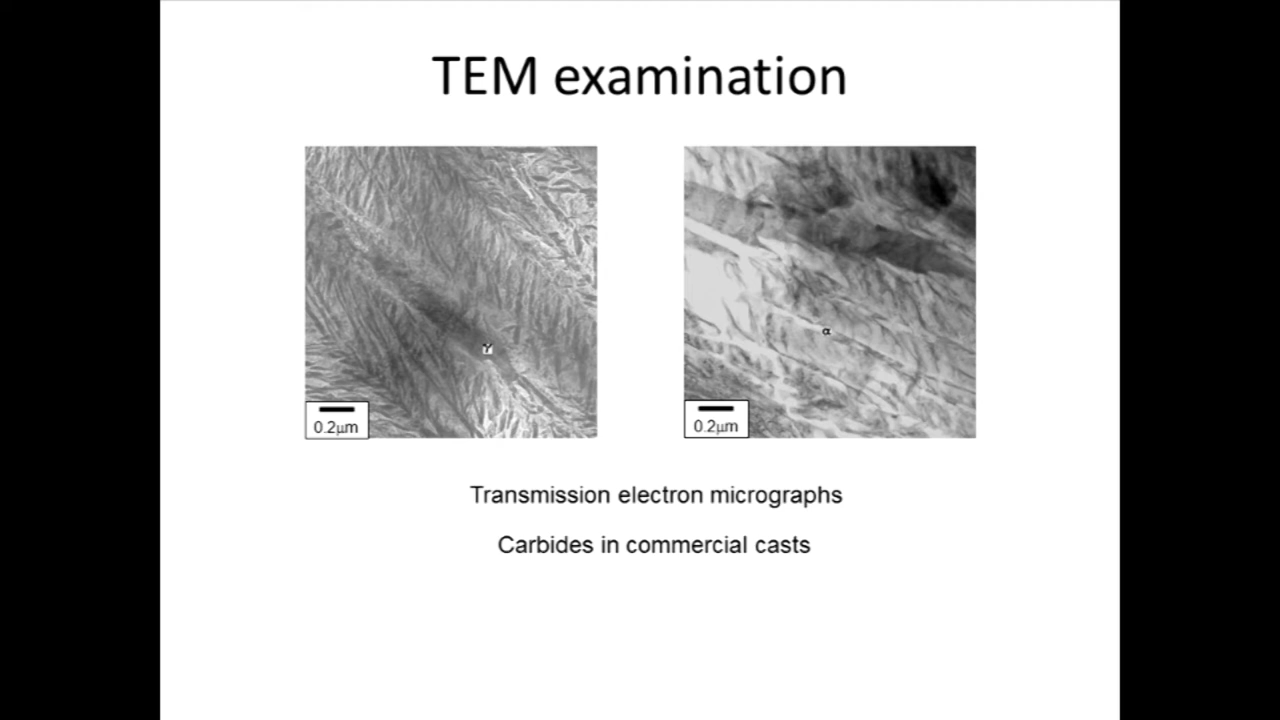 TEM examination
γ
α
0.2μm
0.2μm
Transmission electron micrographs
Carbides in commercial casts